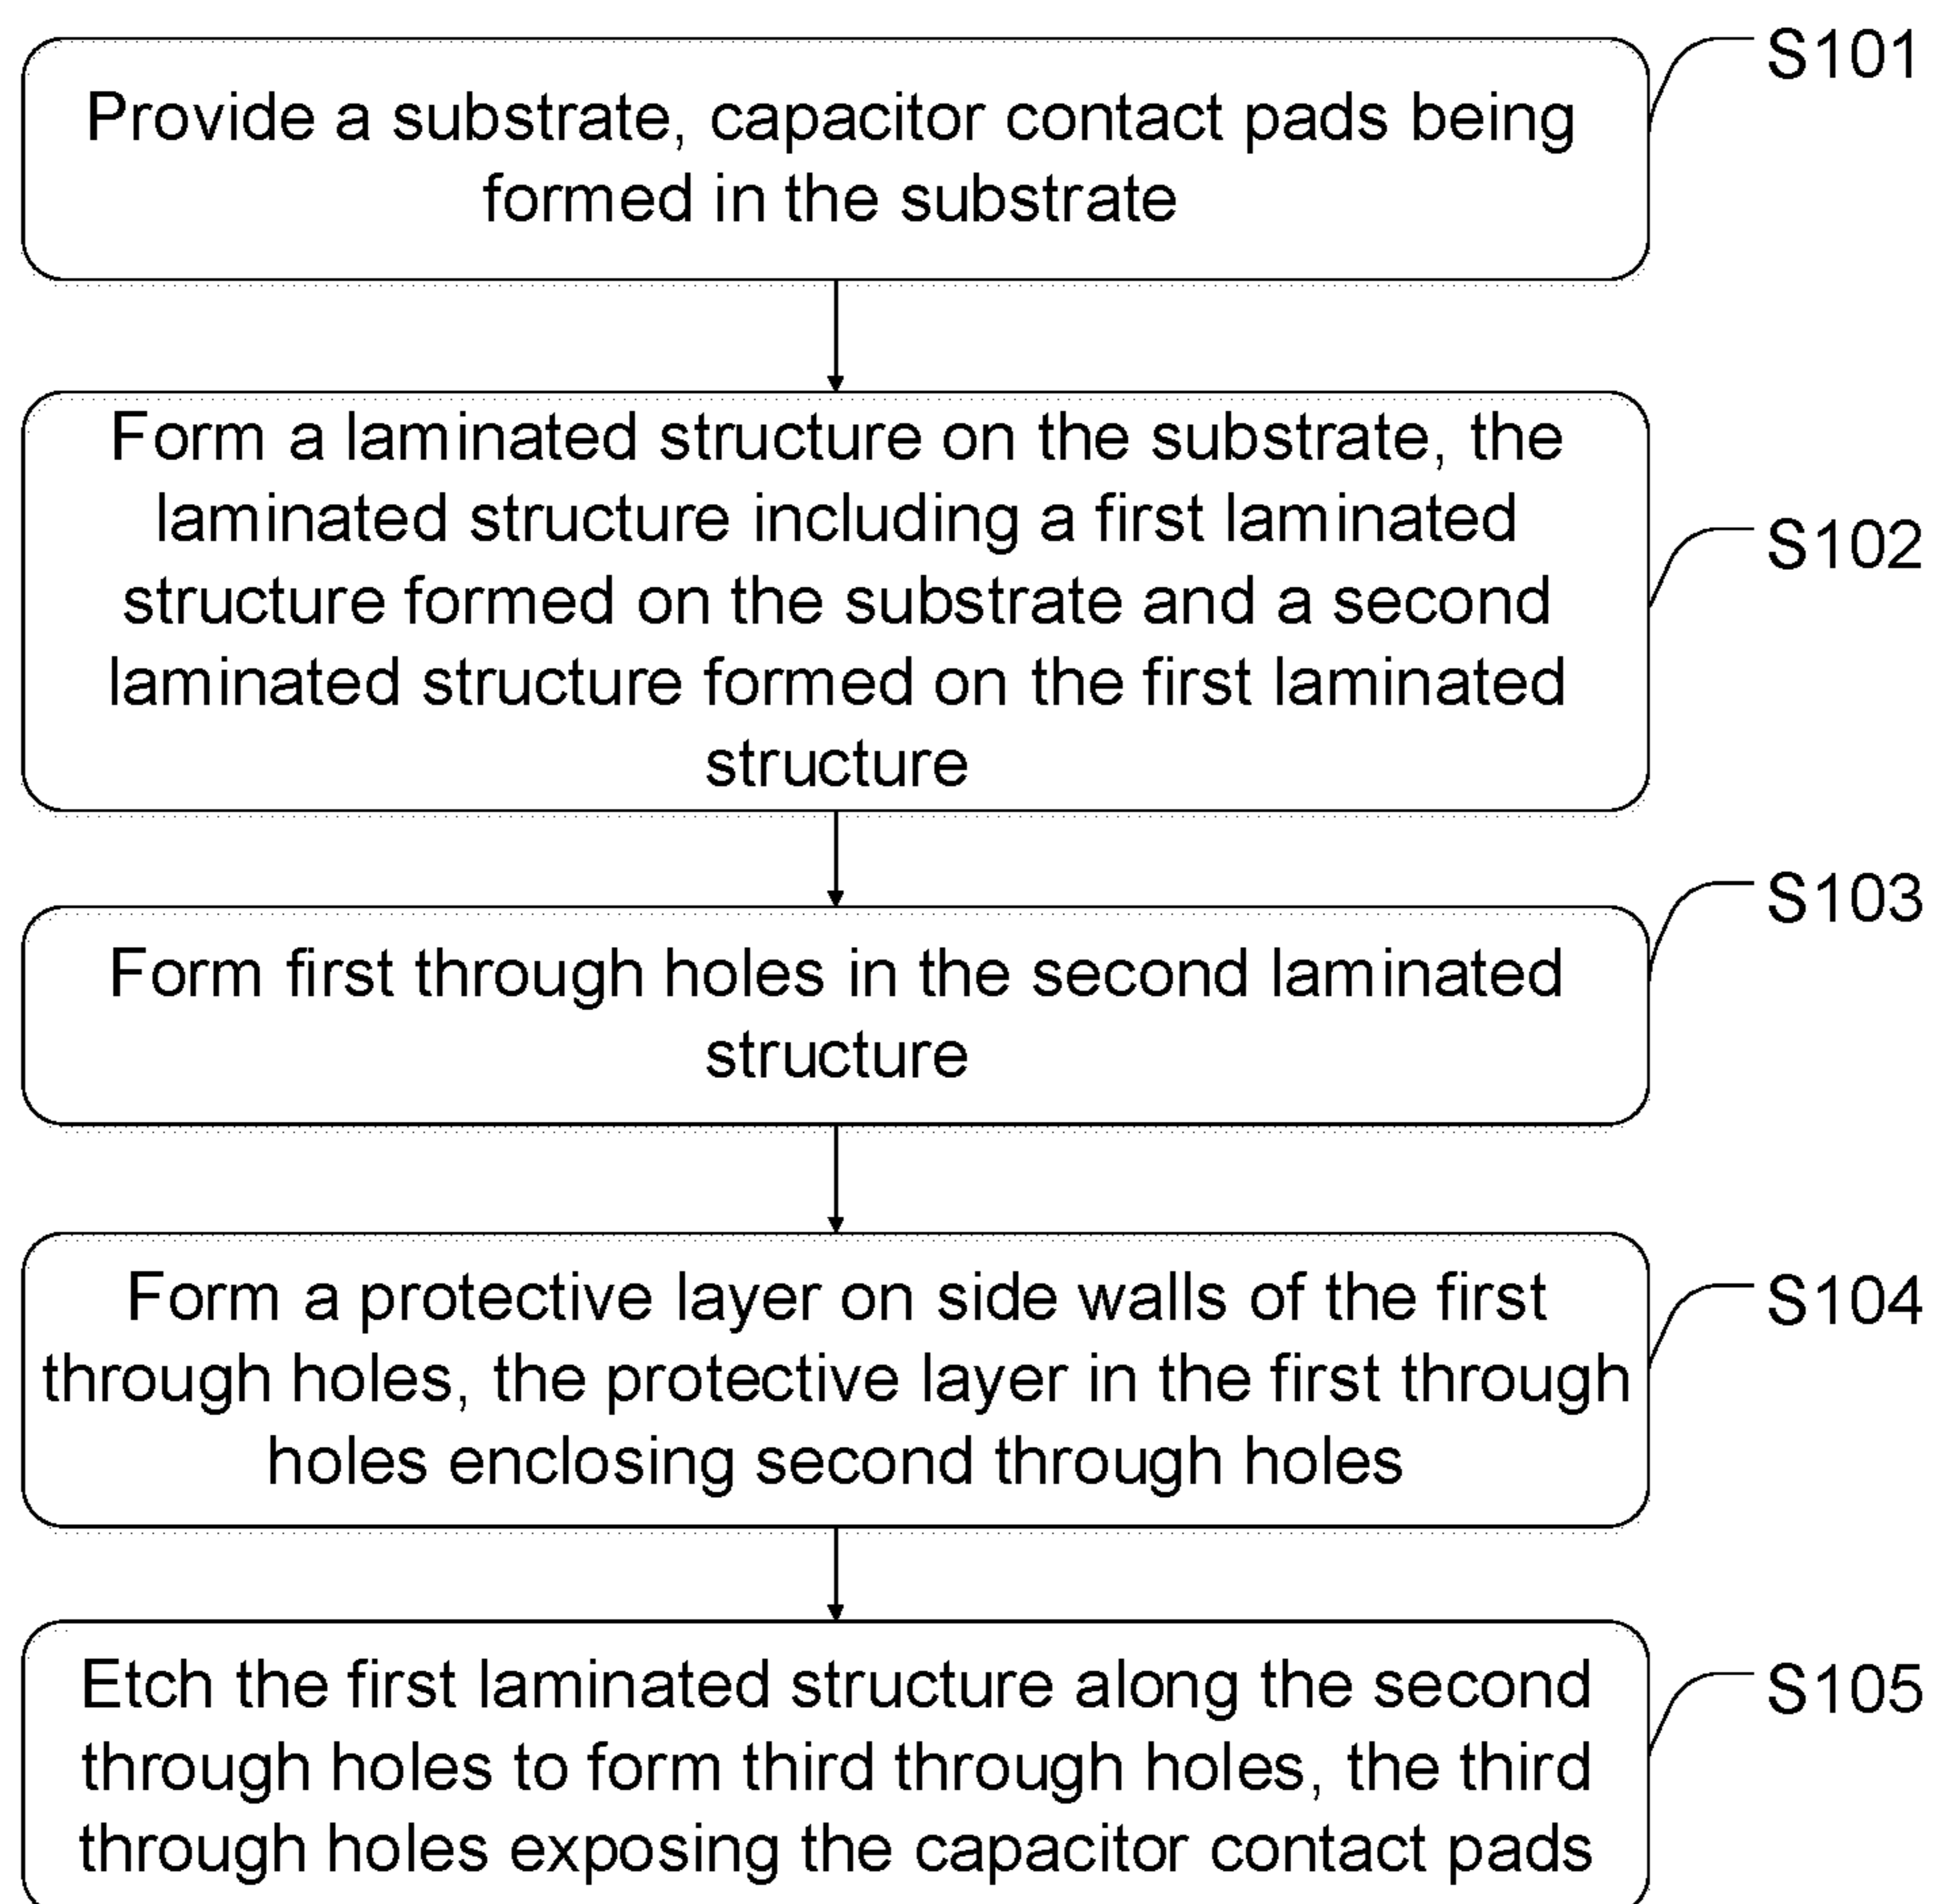 S101
Provide a substrate, capacitor contact pads being
formed in the substrate
Form a laminated structure on the substrate, the
laminated structure including a first laminated
structure formed on the substrate and a second
laminated structure formed on the first laminated
structure
S102
S103
Form first through holes in the second laminated
structure
Form a protective layer on side walls of the first
through holes, the protective layer in the first through
holes enclosing second through holes
S104
Etch the first laminated structure along the second
through holes to form third through holes, the third
through holes exposing the capacitor contact pads
S105